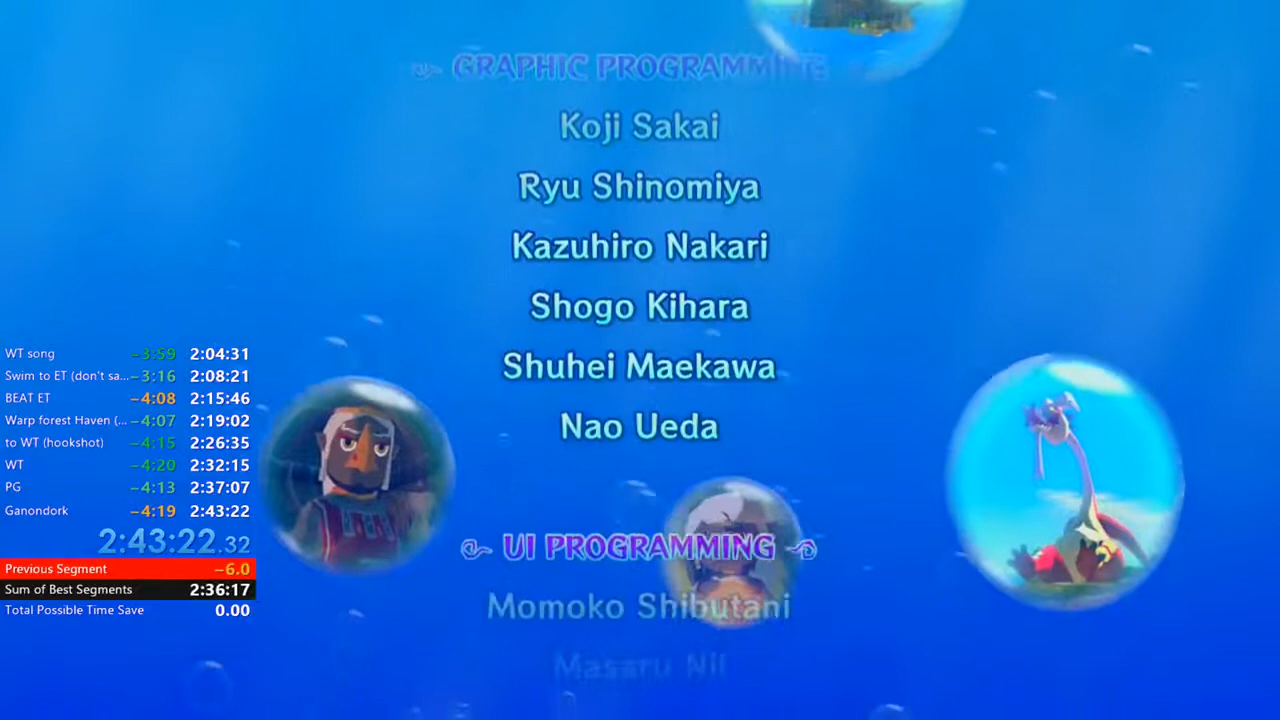 GRAPHIC PROGRAMMING
Koji Sakai
Ryu Shinomiya
Kazuhiro Nakari
Shogo Kihara
Shuhei Maekawa
Nao Ueda
UI PROGRAMMING
Momoko Shibutani
Masaru Nii
WT song -3:59 2:04:31
Swim to ET (don't sa... -3:16 2:08:21
BEAT ET -4:08 2:15:46
Warp forest Haven (... -4:07 2:19:02
to WT (hookshot) -4:15 2:26:35
WT -4:20 2:32:15
PG -4:13 2:37:07
Ganondork -4:19 2:43:22
2:43:22.32
Previous Segment -6.0
Sum of Best Segments 2:36:17
Total Possible Time Save 0.00